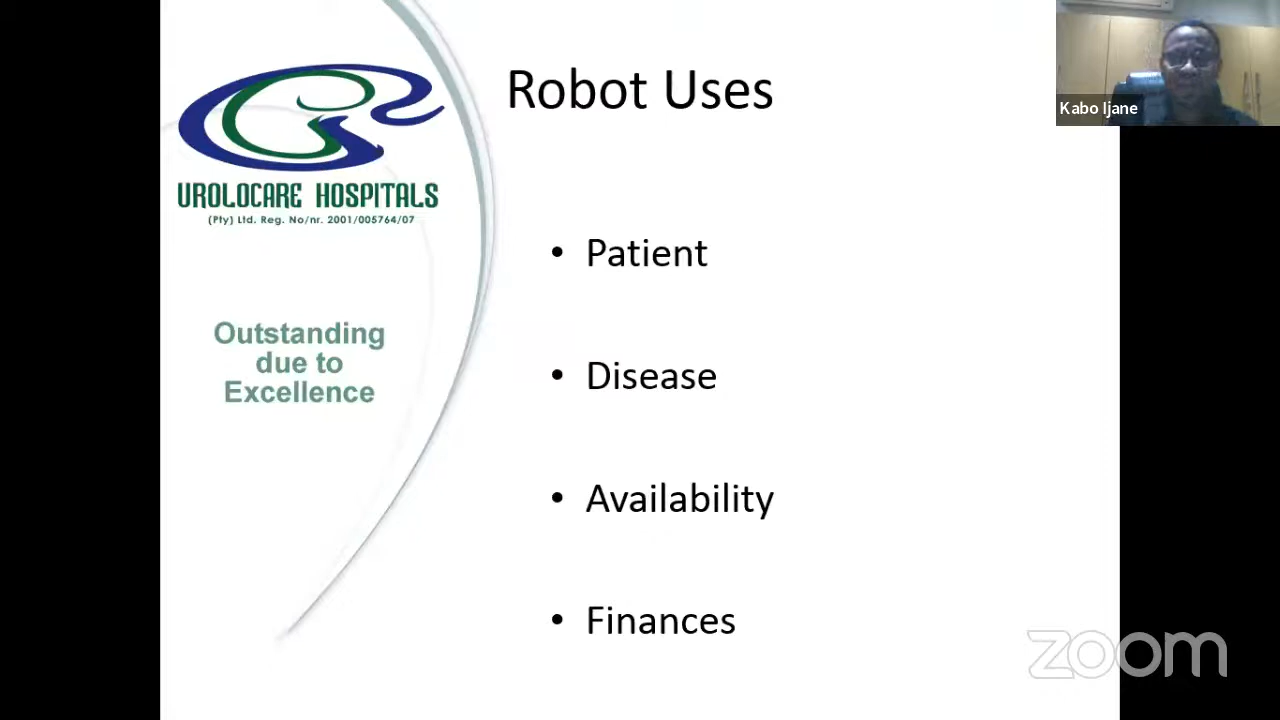 Robot Uses
Kabo Ijane
UROLOCARE HOSPITALS
(Pty) Ltd. Reg. No/nr. 2001/005764/07
Outstanding
due to
Excellence
• Patient
• Disease
• Availability
• Finances
zoom